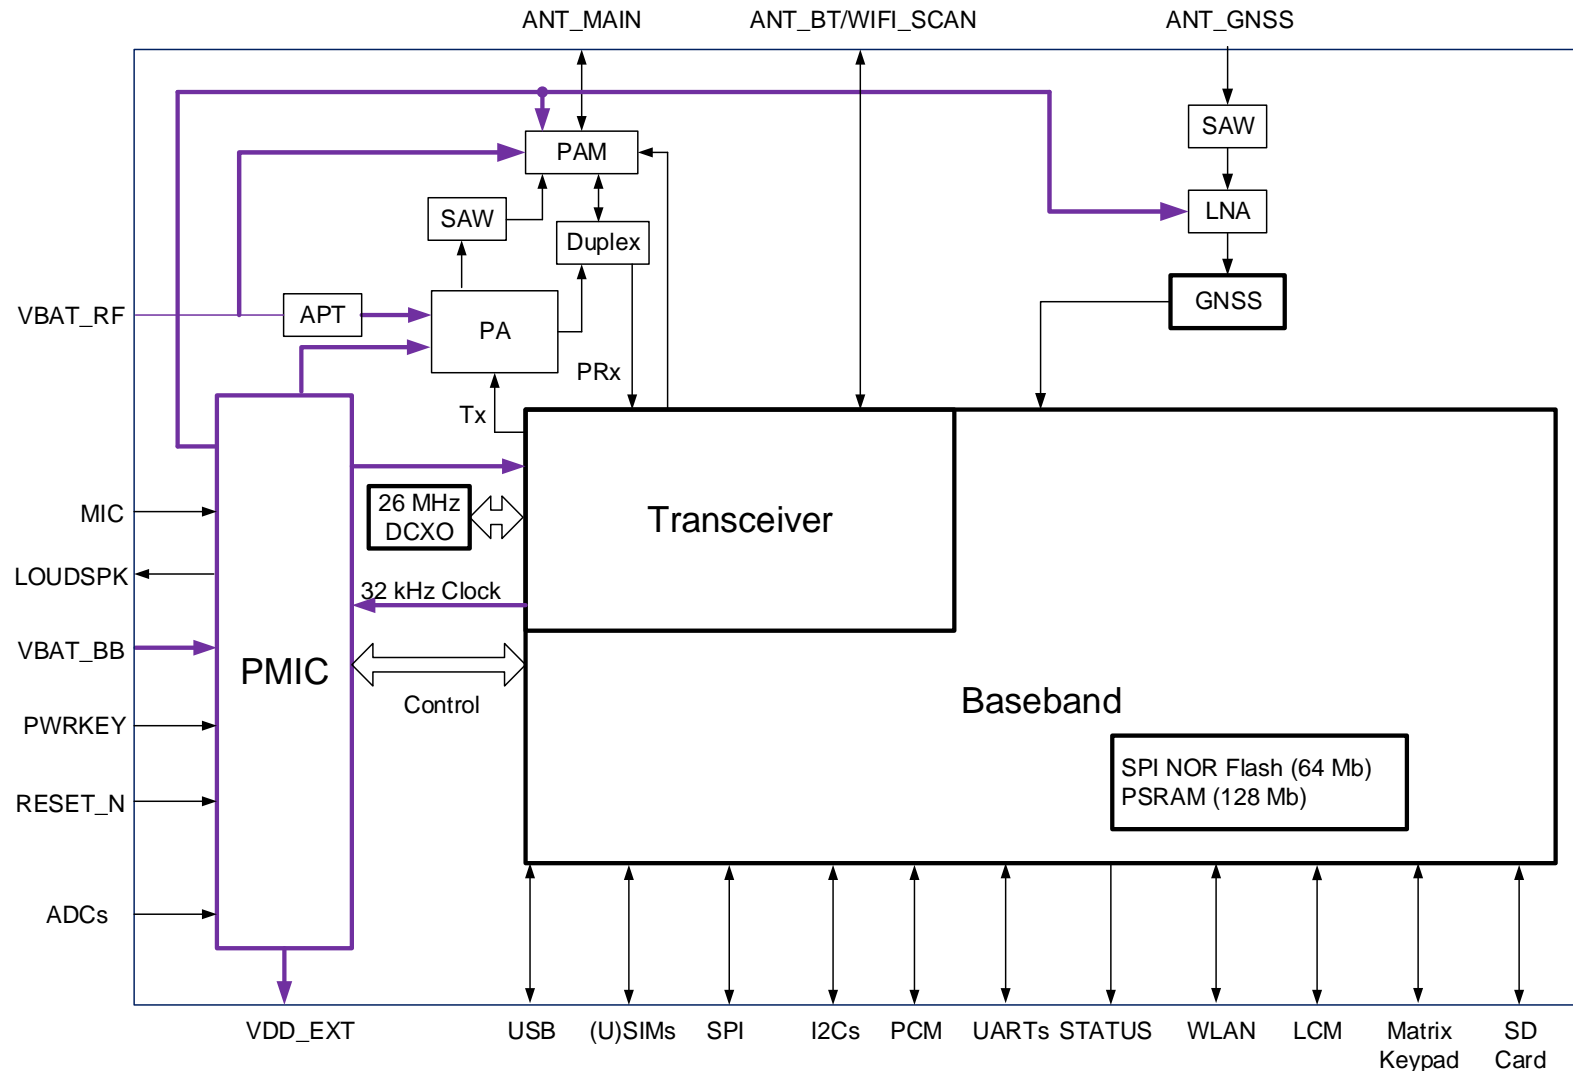 ANT_MAIN
ANT_BT/WIFI_SCAN
ANT_GNSS
SAW
PAM
SAW
LNA
Duplex
GNSS
VBAT_RF
APT
PA
PRx
Tx
26 MHz
DCXO
Transceiver
MIC
LOUDSPK
32 kHz Clock
VBAT_BB
PMIC
Control
Baseband
PWRKEY
SPI NOR Flash (64 Mb)
PSRAM (128 Mb)
RESET_N
ADCs
VDD_EXT
USB
(U)SIMs
SPI
I2Cs
PCM
UARTs
STATUS
WLAN
LCM
Matrix
Keypad
SD
Card